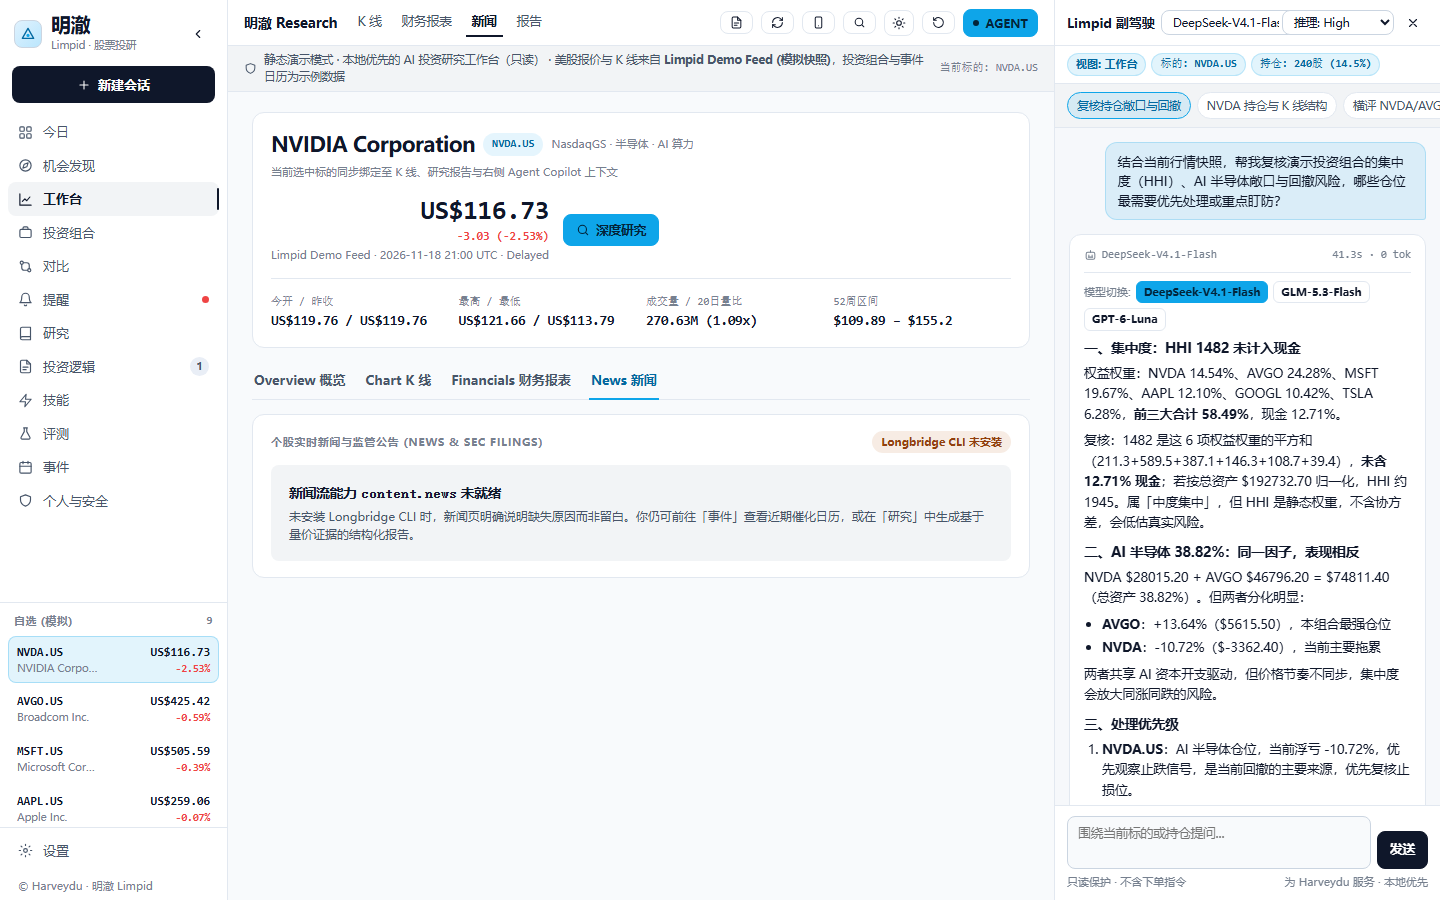 明澈
Limpid · 股票投研
新建会话
今日
机会发现
工作台
投资组合
对比
提醒
研究
投资逻辑
1
技能
评测
事件
个人与安全
自选 (模拟)
9
NVDA.US
US$116.73
NVIDIA Corpo...
-2.53%
AVGO.US
US$425.42
Broadcom Inc.
-0.59%
MSFT.US
US$505.59
Microsoft Cor...
-0.39%
AAPL.US
US$259.06
Apple Inc.
-0.07%
设置
© Harveydu · 明澈 Limpid
明澈 Research
K 线
财务报表
新闻
报告
AGENT
静态演示模式 · 本地优先的 AI 投资研究工作台（只读） · 美股报价与 K 线来自 Limpid Demo Feed (模拟快照)，投资组合与事件
日历为示例数据
当前标的: NVDA.US
NVIDIA Corporation
NVDA.US
NasdaqGS · 半导体 · AI 算力
当前选中标的同步绑定至 K 线、研究报告与右侧 Agent Copilot 上下文
US$116.73
-3.03 (-2.53%)
Limpid Demo Feed · 2026-11-18 21:00 UTC · Delayed
深度研究
今开 / 昨收
US$119.76 / US$119.76
最高 / 最低
US$121.66 / US$113.79
成交量 / 20日量比
270.63M (1.09x)
52周区间
$109.89 – $155.2
Overview 概览
Chart K 线
Financials 财务报表
News 新闻
个股实时新闻与监管公告 (NEWS & SEC FILINGS)
Longbridge CLI 未安装
新闻流能力 content.news 未就绪
未安装 Longbridge CLI 时，新闻页明确说明缺失原因而非留白。你仍可前往「事件」查看近期催化日历，或在「研究」中生成基于
量价证据的结构化报告。
Limpid 副驾驶
DeepSeek-V4.1-Flas
推理: High
视图: 工作台
标的: NVDA.US
持仓: 240股 (14.5%)
复核持仓敞口与回撤
NVDA 持仓与 K 线结构
横评 NVDA/AVG
结合当前行情快照，帮我复核演示投资组合的集中
度（HHI）、AI 半导体敞口与回撤风险，哪些仓位
最需要优先处理或重点盯防?
DeepSeek-V4.1-Flash
41.3s · 0 tok
模型切换:
DeepSeek-V4.1-Flash
GLM-5.3-Flash
GPT-6-Luna
一、集中度：HHI 1482 未计入现金
权益权重：NVDA 14.54%、AVGO 24.28%、MSFT
19.67%、AAPL 12.10%、GOOGL 10.42%、TSLA
6.28%，前三大合计 58.49%，现金 12.71%。
复核：1482 是这 6 项权益权重的平方和
（211.3+589.5+387.1+146.3+108.7+39.4），未含
12.71% 现金；若按总资产 $192732.70 归一化，HHI 约
1945。属「中度集中」，但 HHI 是静态权重，不含协方
差，会低估真实风险。
二、AI 半导体 38.82%：同一因子，表现相反
NVDA $28015.20 + AVGO $46796.20 = $74811.40
（总资产 38.82%）。但两者分化明显：
• AVGO：+13.64%（$5615.50），本组合最强仓位
• NVDA：-10.72%（$-3362.40），当前主要拖累
两者共享 AI 资本开支驱动，但价格节奏不同步，集中度
会放大同涨同跌的风险。
三、处理优先级
1. NVDA.US：AI 半导体仓位，当前浮亏 -10.72%，优
先观察止跌信号，是当前回撤的主要来源，优先复核止
损位。
围绕当前标的或持仓提问...
发送
只读保护 · 不含下单指令
为 Harveydu 服务 · 本地优先